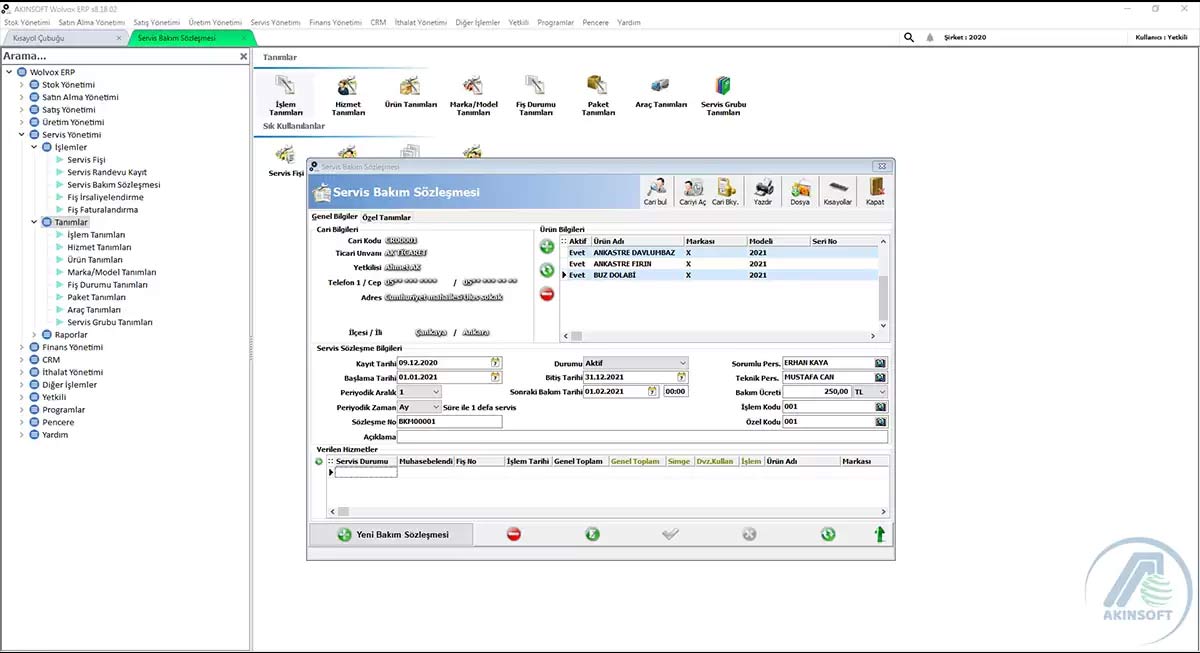 AKINSOFT Wolvox ERP s8.18.02
Stok Yönetimi Satın Alma Yönetimi Satış Yönetimi Üretim Yönetimi Servis Yönetimi Finans Yönetimi CRM İthalat Yönetimi Diğer İşlemler Yetkili Programlar Pencere Yardım
Kısayol Çubuğu
Servis Bakım Sözleşmesi
Şirket : 2020
Kullanıcı : Yetkili
Arama...
Wolvox ERP
Stok Yönetimi
Satın Alma Yönetimi
Satış Yönetimi
Üretim Yönetimi
Servis Yönetimi
İşlemler
Servis Fişi
Servis Randevu Kayıt
Servis Bakım Sözleşmesi
Fiş İrsaliyelendirme
Fiş Faturalandırma
Tanımlar
İşlem Tanımları
Hizmet Tanımları
Ürün Tanımları
Marka/Model Tanımları
Fiş Durumu Tanımları
Paket Tanımları
Araç Tanımları
Servis Grubu Tanımları
Raporlar
Finans Yönetimi
CRM
İthalat Yönetimi
Diğer İşlemler
Yetkili
Programlar
Pencere
Yardım
Tanımlar
İşlem Tanımları
Hizmet Tanımları
Ürün Tanımları
Marka/Model Tanımları
Fiş Durumu Tanımları
Paket Tanımları
Araç Tanımları
Servis Grubu Tanımları
Sık Kullanılanlar
Servis Fişi
Servis Bakım Sözleşmesi
Servis Bakım Sözleşmesi
Cari bul Cariyi Aç Cari Bky. Yazdır Dosya Kısayollar Kapat
Genel Bilgiler Özel Tanımlar
Cari Bilgileri
Cari Kodu CR00001
Ticari Unvanı AK TİCARET
Yetkilisi Ahmet AK
Telefon 1 / Cep 05** *** **** / 05** *** ** **
Adres Cumhuriyet mahallesi Ulus sokak
İlçesi / İli Çankaya / Ankara
Ürün Bilgileri
Aktif Ürün Adı Markası Modeli Seri No
Evet ANKASTRE DAVLUMBAZ X 2021
Evet ANKASTRE FIRIN X 2021
Evet BUZ DOLABİ X 2021
Servis Sözleşme Bilgileri
Kayıt Tarihi 09.12.2020 Durumu Aktif Sorumlu Pers. ERHAN KAYA
Başlama Tarihi 01.01.2021 Bitiş Tarihi 31.12.2021 Teknik Pers. MUSTAFA CAN
Periyodik Aralık 1 Sonraki Bakım Tarihi 01.02.2021 00:00 Bakım Ücreti 250,00 TL
Periyodik Zaman Ay Süre ile 1 defa servis İşlem Kodu 001
Sözleşme No BKM00001 Özel Kodu 001
Açıklama
Verilen Hizmetler
Servis Durumu Muhasebelendi Fiş No İşlem Tarihi Genel Toplam Genel Toplam Simge Dvz.Kullan İşlem Ürün Adı Markası
Yeni Bakım Sözleşmesi
AKINSOFT